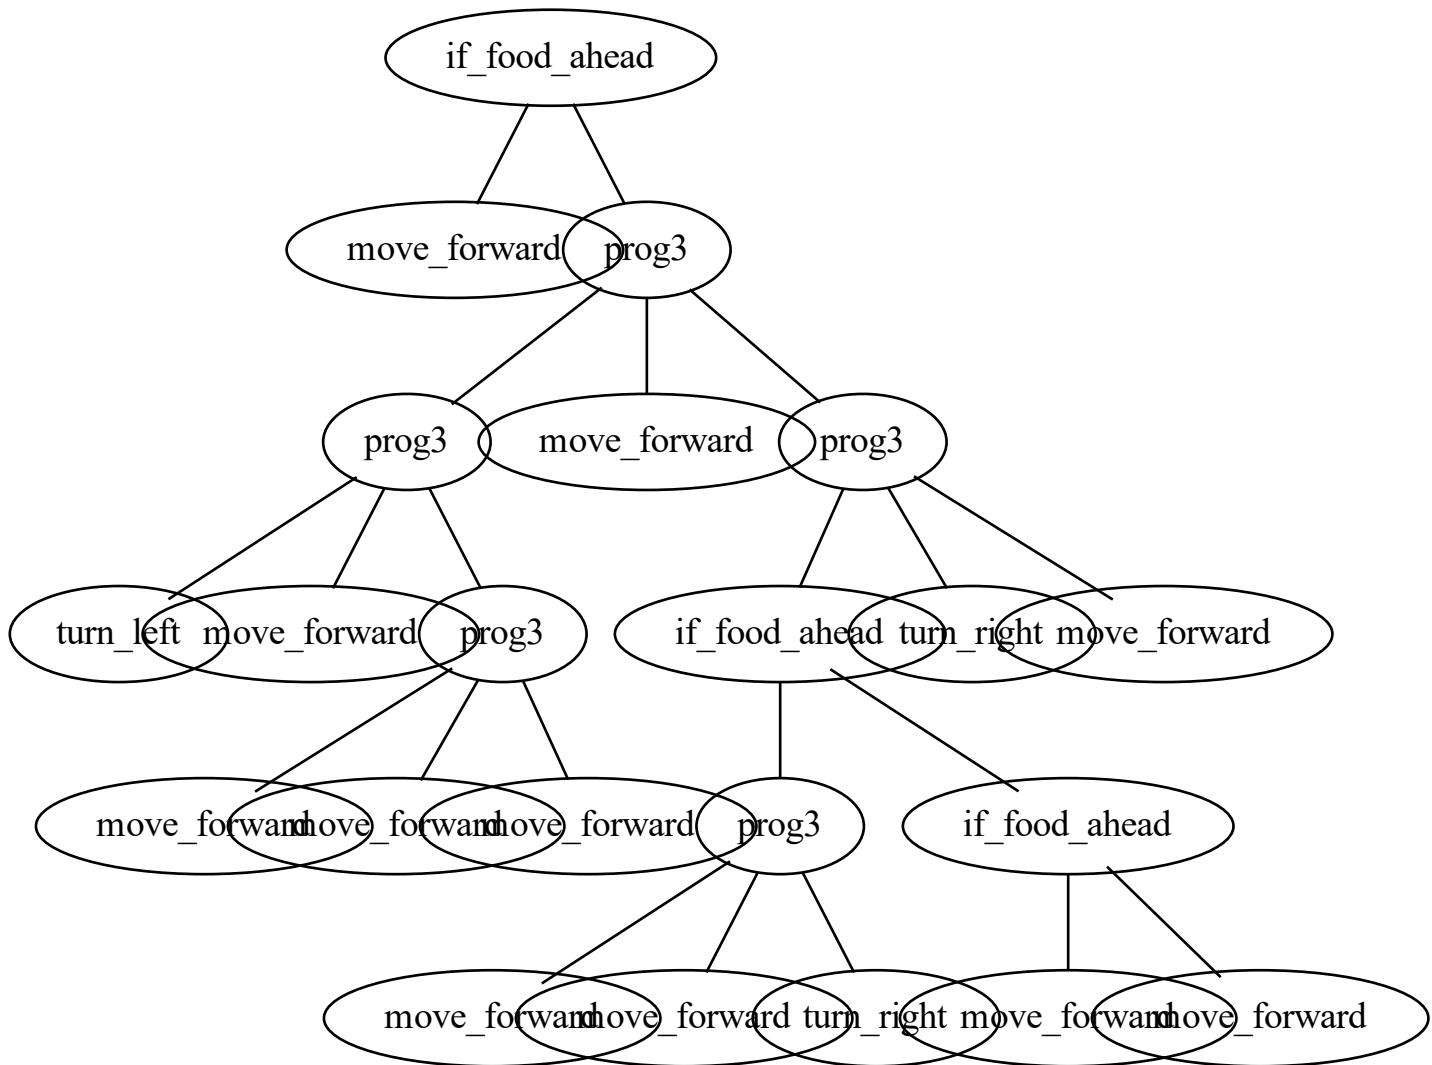 if_food_ahead
move_forward prog3
prog3 move_forward prog3
turn_left move_forward prog3 if_food_ahead turn_right move_forward
move_forward move_forward move_forward prog3 if_food_ahead
move_forward move_forward turn_right move_forward move_forward